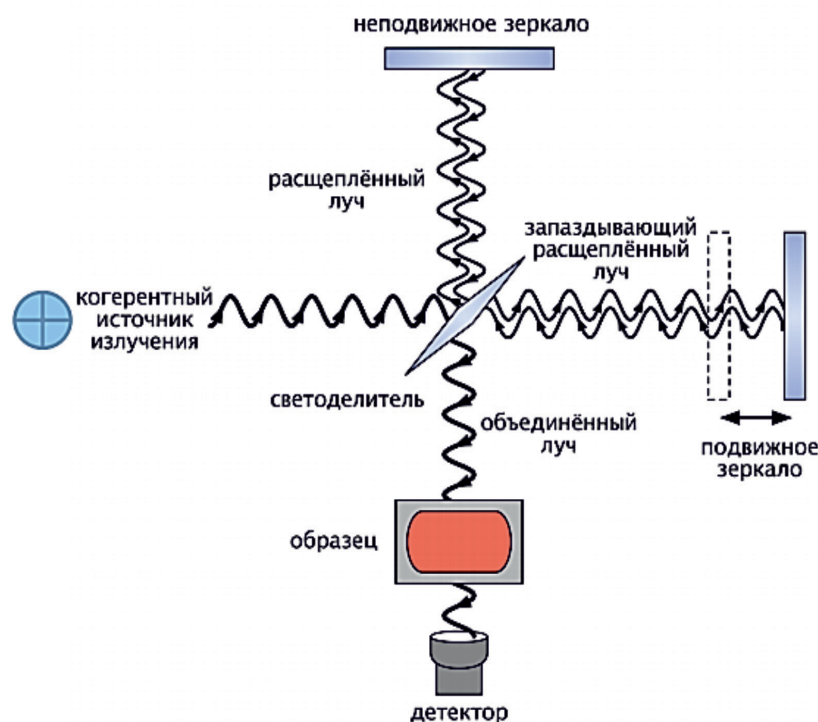 неподвижное зеркало
расщеплённый
луч
запаздывающий
расщеплённый
луч
когерентный
источник
излучения
светоделитель
объединённый
луч
подвижное
зеркало
образец
детектор